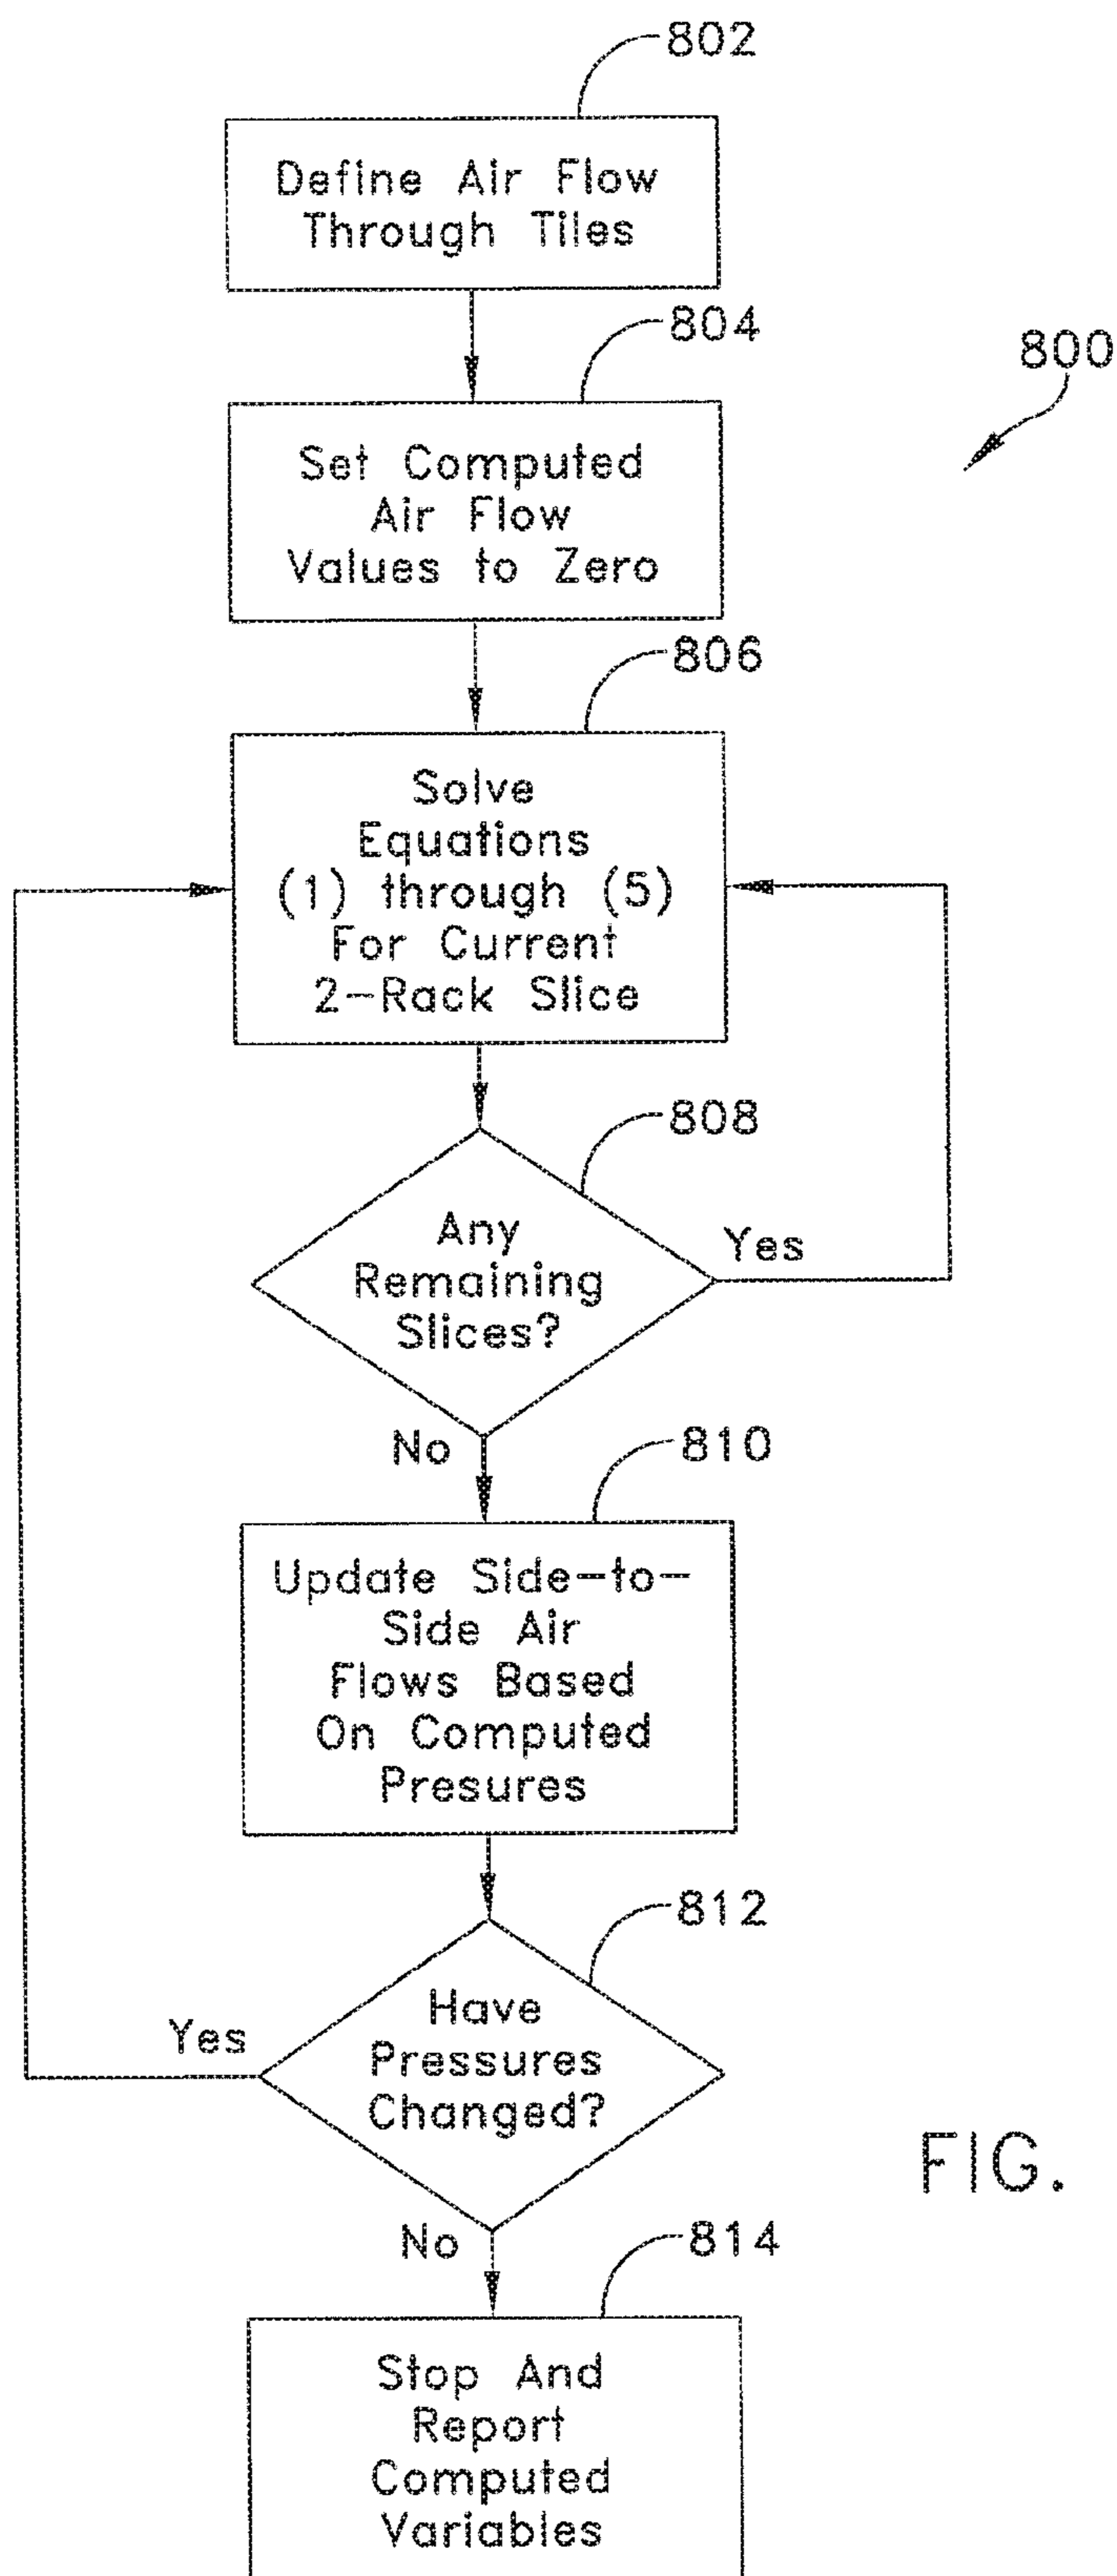 802
Define Air Flow
Through Tiles
804
800
Set Computed
Air Flow
Values to Zero
806
Solve
Equations
(1) through (5)
For Current
2-Rack Slice
808
Any
Remaining
Slices?
Yes
No
810
Update Side-to-
Side Air
Flows Based
On Computed
Presures
812
Have
Pressures
Changed?
Yes
FIG.
No
814
Stop And
Report
Computed
Variables